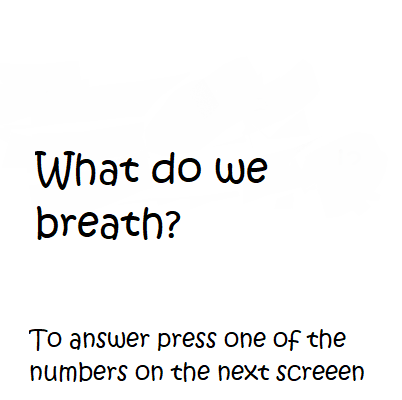 What do we
breath?
To answer press one of the
numbers on the next screeen